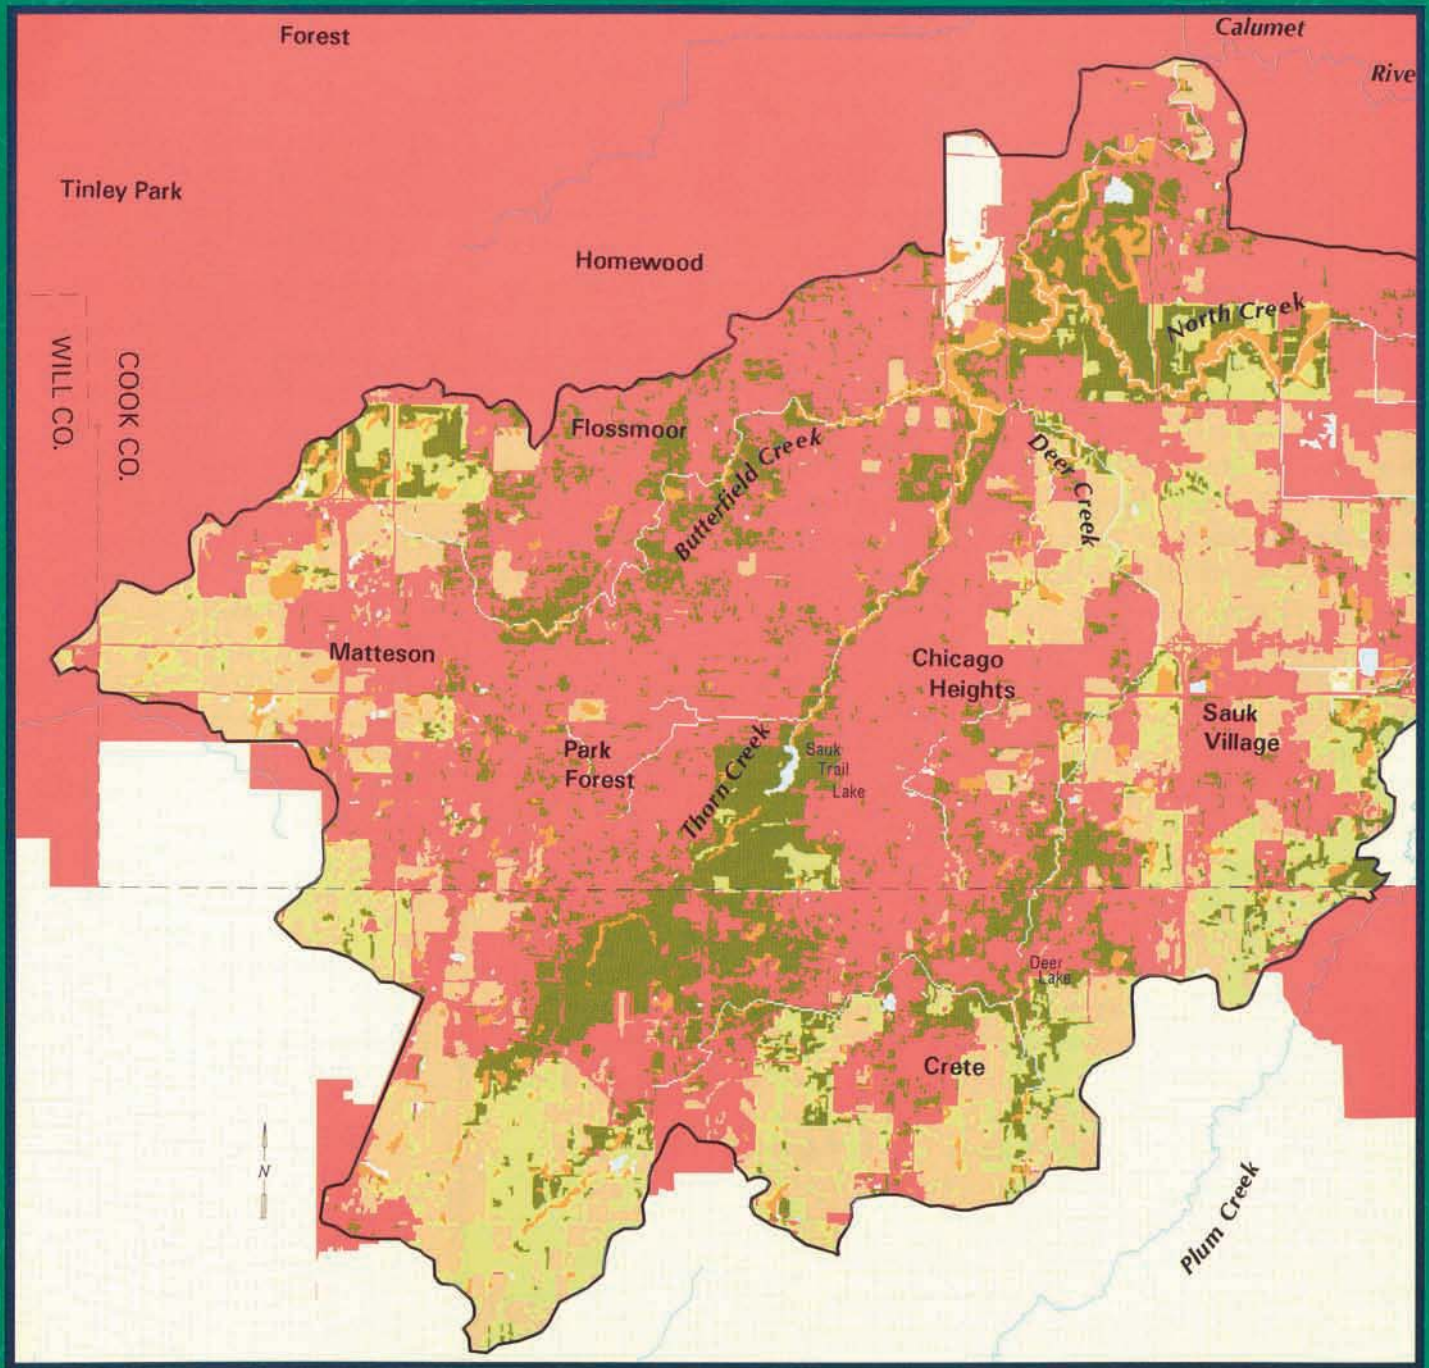 Forest
Calumet
Rive
Tinley Park
Homewood
North Creek
WILL CO.
COOK CO.
Flossmoor
Butterfield Creek
Deer Creek
Matteson
Chicago
Heights
Sauk
Village
Park
Forest
Thorn Creek
Sauk
Trail
Lake
Deer
Lake
Crete
N
Plum Creek